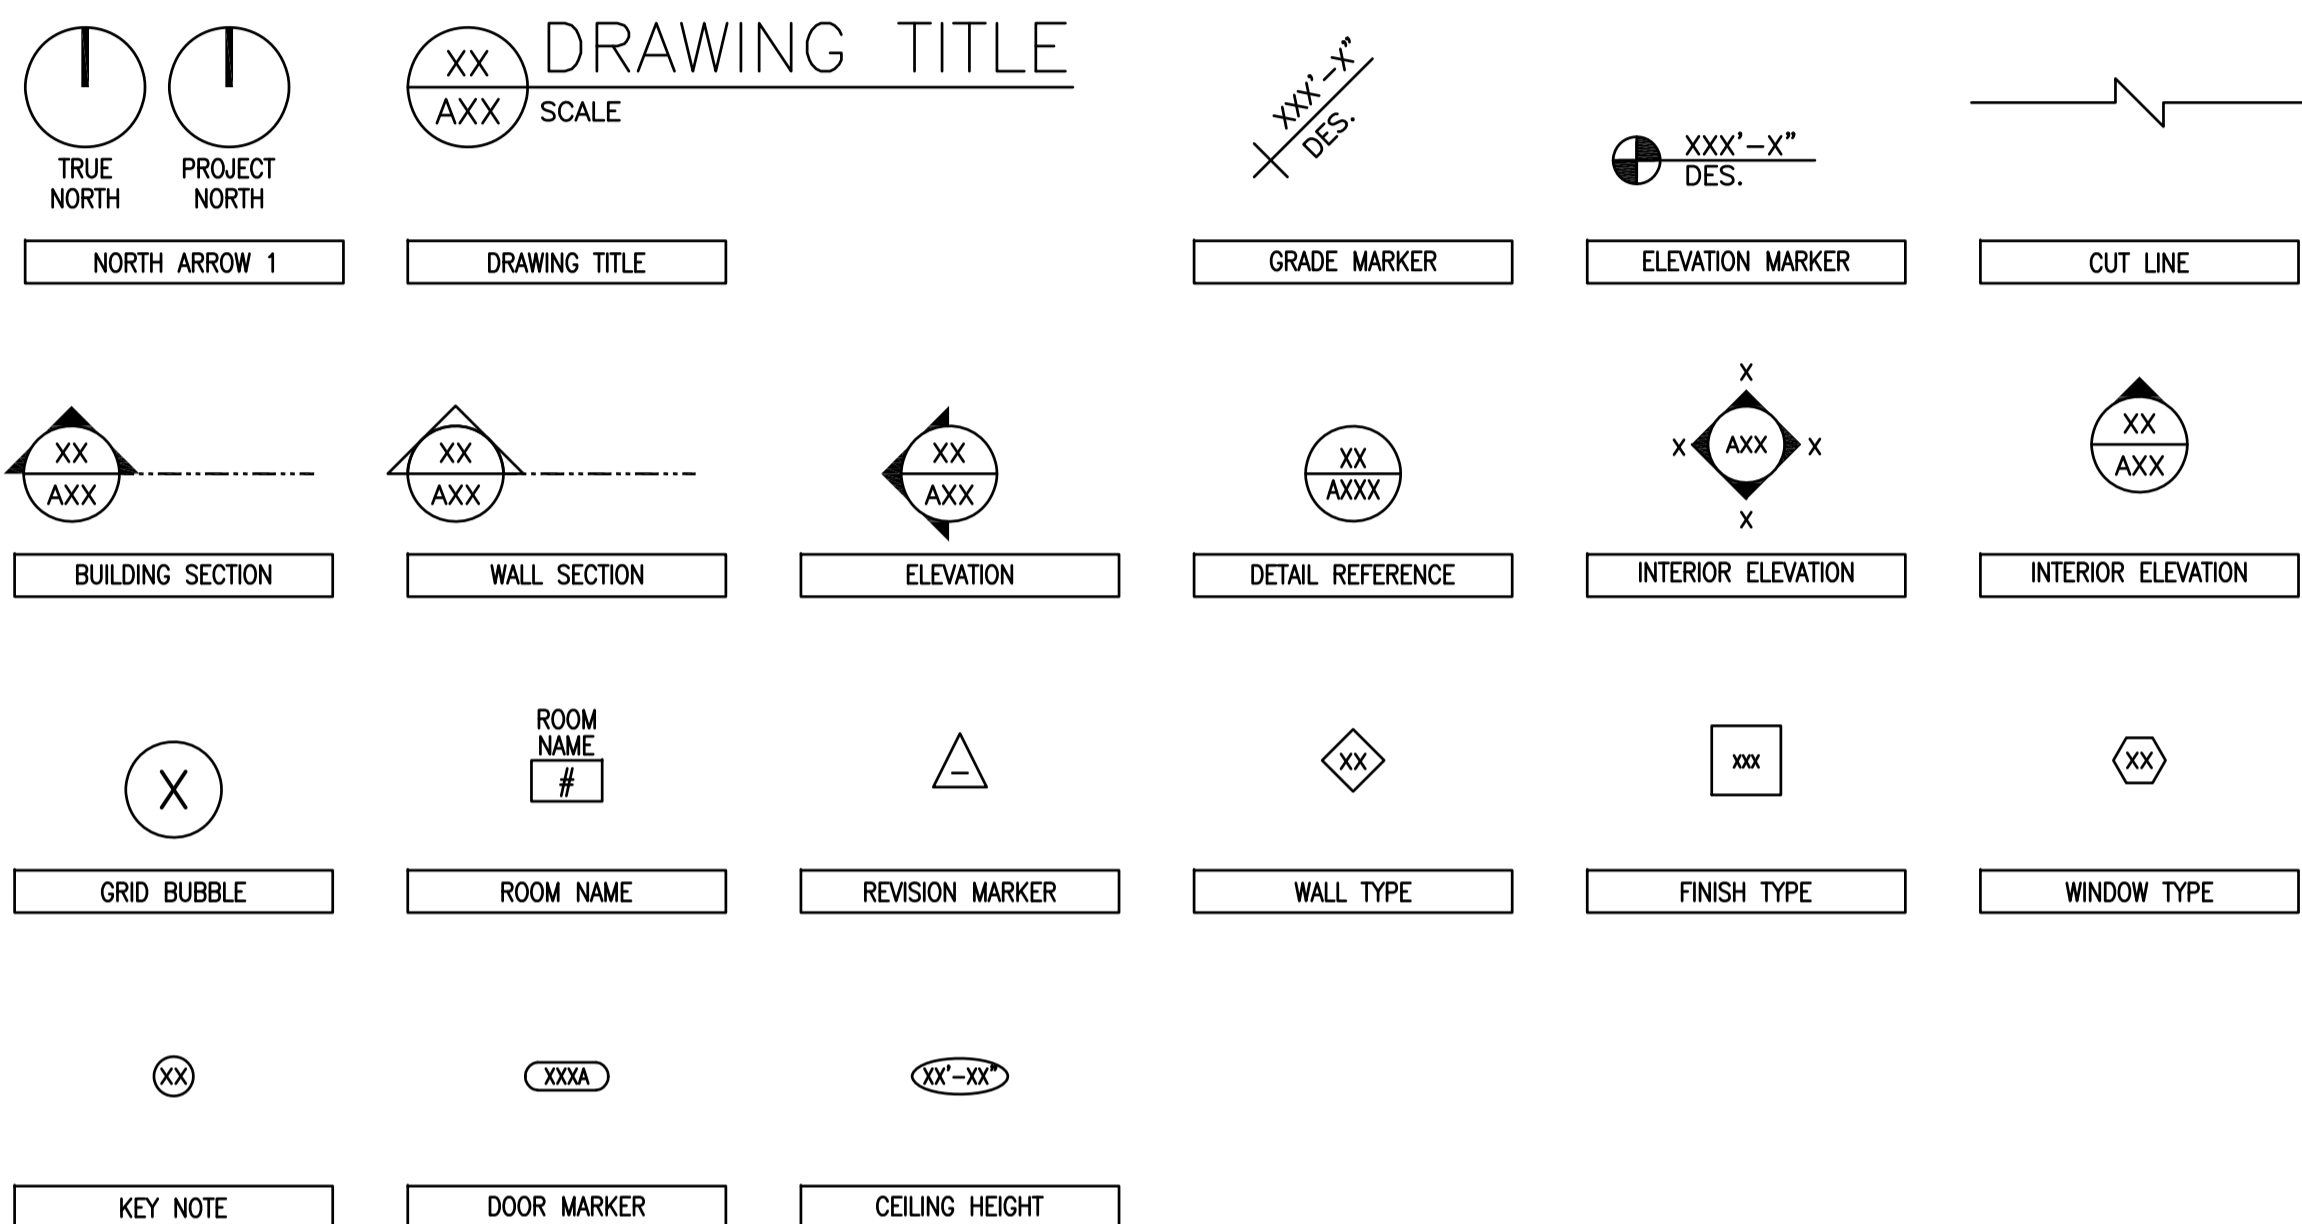 XX
DRAWING TITLE
AXX
SCALE
TRUE
NORTH
PROJECT
NORTH
XXX'-X"
DES.
XXX'-X"
DES.
NORTH ARROW 1
DRAWING TITLE
GRADE MARKER
ELEVATION MARKER
CUT LINE
XX
AXX
XX
AXX
XX
AXX
XX
AXXX
X
X
AXX
X
X
XX
AXX
BUILDING SECTION
WALL SECTION
ELEVATION
DETAIL REFERENCE
INTERIOR ELEVATION
INTERIOR ELEVATION
X
ROOM
NAME
#
-
XX
XXX
XX
GRID BUBBLE
ROOM NAME
REVISION MARKER
WALL TYPE
FINISH TYPE
WINDOW TYPE
XX
XXXA
XX'-XX"
KEY NOTE
DOOR MARKER
CEILING HEIGHT